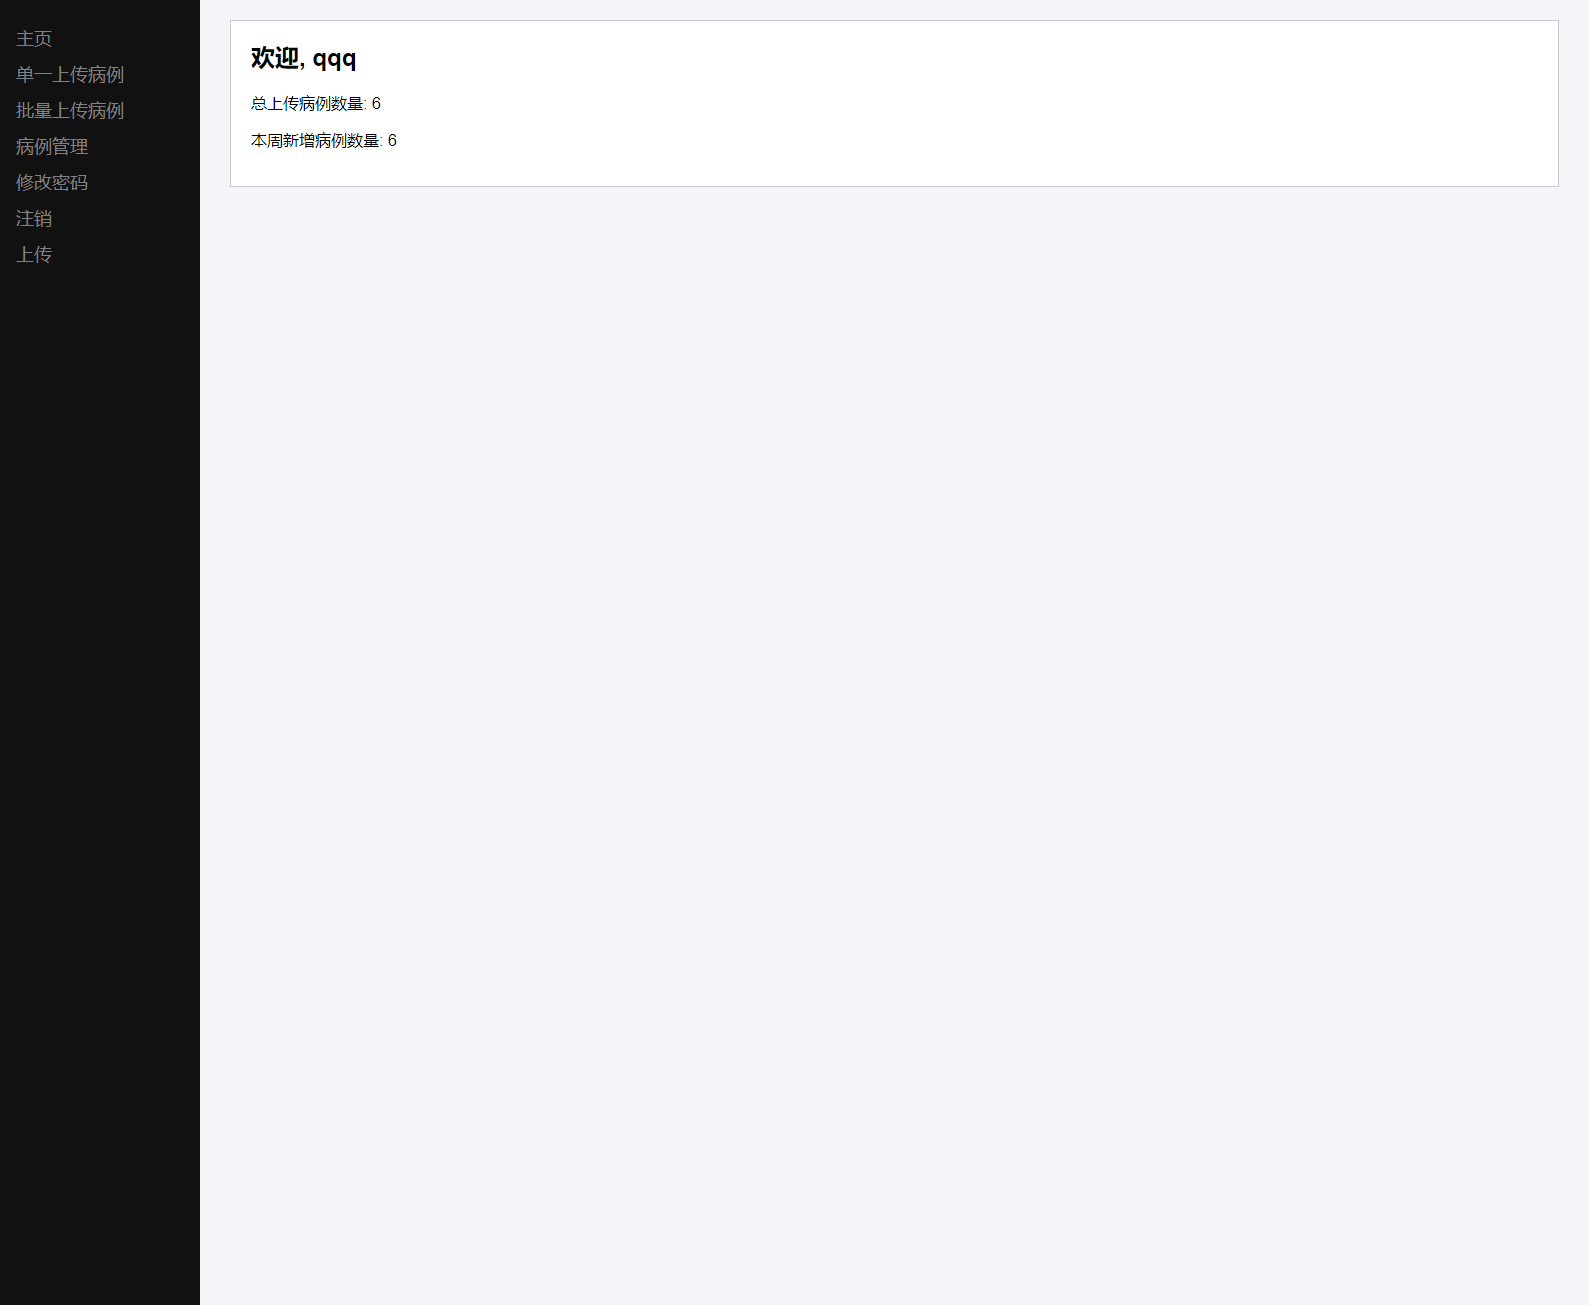 主页
单一上传病例
批量上传病例
病例管理
修改密码
注销
上传
欢迎, qqq
总上传病例数量: 6
本周新增病例数量: 6